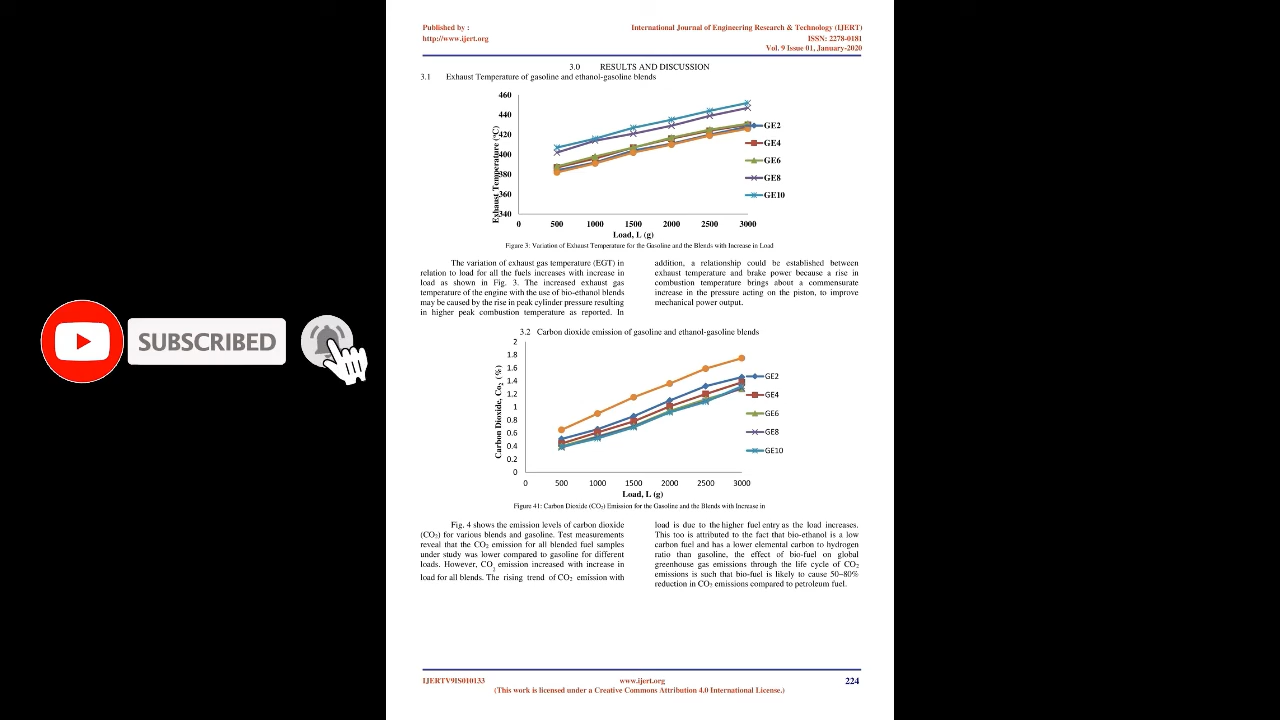 Published by :
International Journal of Engineering Research & Technology (IJERT)
http://www.ijert.org
ISSN: 2278-0181
Vol. 9 Issue 01, January-2020
3.0 RESULTS AND DISCUSSION
3.1 Exhaust Temperature of gasoline and ethanol-gasoline blends
460
440
420
400
380
360
340
Exhaust Temperature (°C)
GE2
GE4
GE6
GE8
GE10
0 500 1000 1500 2000 2500 3000
Load, L (g)
Figure 3: Variation of Exhaust Temperature for the Gasoline and the Blends with Increase in Load
The variation of exhaust gas temperature (EGT) in
relation to load for all the fuels increases with increase in
load as shown in Fig. 3. The increased exhaust gas
temperature of the engine with the use of bio-ethanol blends
may be caused by the rise in peak cylinder pressure resulting
in higher peak combustion temperature as reported. In
addition, a relationship could be established between
exhaust temperature and brake power because a rise in
combustion temperature brings about a commensurate
increase in the pressure acting on the piston, to improve
mechanical power output.
SUBSCRIBED
3.2 Carbon dioxide emission of gasoline and ethanol-gasoline blends
2
1.8
1.6
1.4
1.2
1
0.8
0.6
0.4
0.2
0
Carbon Dioxide, Co₂ (%)
GE2
GE4
GE6
GE8
GE10
0 500 1000 1500 2000 2500 3000
Load, L (g)
Figure 41: Carbon Dioxide (CO₂) Emission for the Gasoline and the Blends with Increase in
Fig. 4 shows the emission levels of carbon dioxide
(CO₂) for various blends and gasoline. Test measurements
reveal that the CO₂ emission for all blended fuel samples
under study was lower compared to gasoline for different
loads. However, CO₂ emission increased with increase in
load for all blends. The rising trend of CO₂ emission with
load is due to the higher fuel entry as the load increases.
This too is attributed to the fact that bio-ethanol is a low
carbon fuel and has a lower elemental carbon to hydrogen
ratio than gasoline, the effect of bio-fuel on global
greenhouse gas emissions through the life cycle of CO₂
emissions is such that bio-fuel is likely to cause 50–80%
reduction in CO₂ emissions compared to petroleum fuel.
IJERTV9IS010133
www.ijert.org
224
(This work is licensed under a Creative Commons Attribution 4.0 International License.)